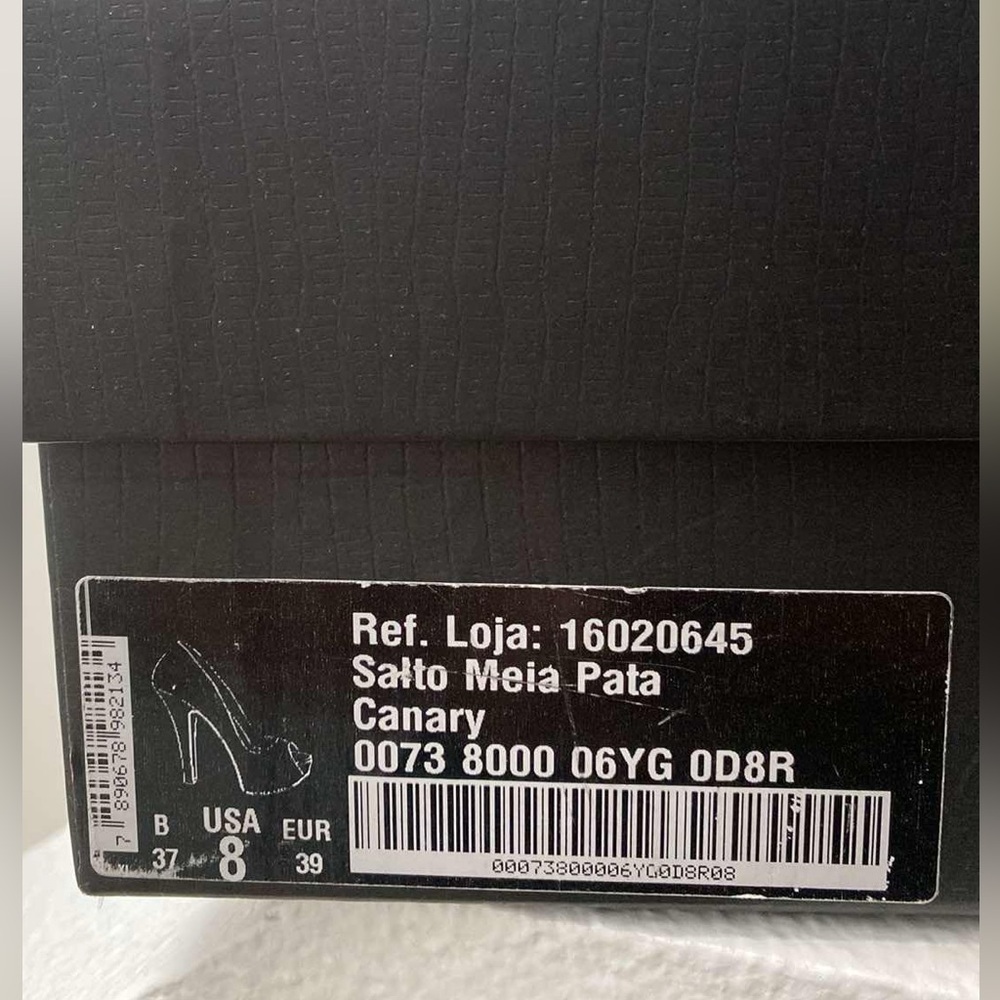 Ref. Loja: 16020645
Salto Meia Pata
Canary
0073 8000 06YG 0D8R
00073800006YG0D8R08
7 890678 982134
B USA EUR
37 8 39